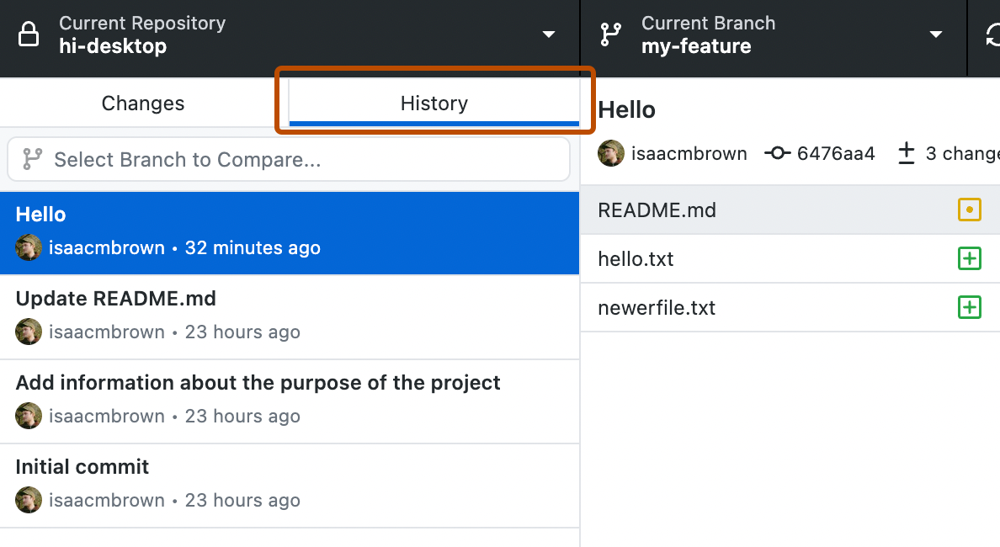 Current Repository
hi-desktop
Current Branch
my-feature
Changes
History
Select Branch to Compare...
Hello
isaacmbrown • 32 minutes ago
Update README.md
isaacmbrown • 23 hours ago
Add information about the purpose of the project
isaacmbrown • 23 hours ago
Initial commit
isaacmbrown • 23 hours ago
Hello
isaacmbrown 6476aa4 ± 3 change
README.md
hello.txt
newerfile.txt